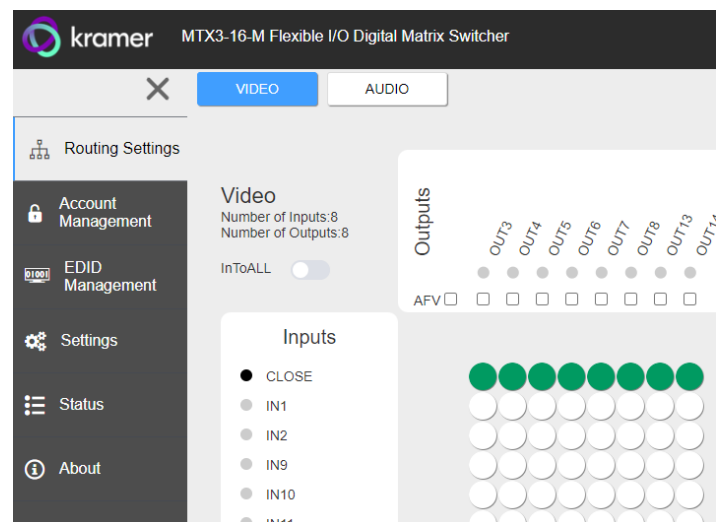 kramer MTX3-16-M Flexible I/O Digital Matrix Switcher
VIDEO AUDIO
Routing Settings
Account
Management
EDID
Management
Settings
Status
About
Video
Number of Inputs:8
Number of Outputs:8
InToALL
Outputs
OUT3 OUT4 OUT5 OUT6 OUT7 OUT8 OUT13 OUT14
AFV
Inputs
CLOSE
IN1
IN2
IN9
IN10
IN11